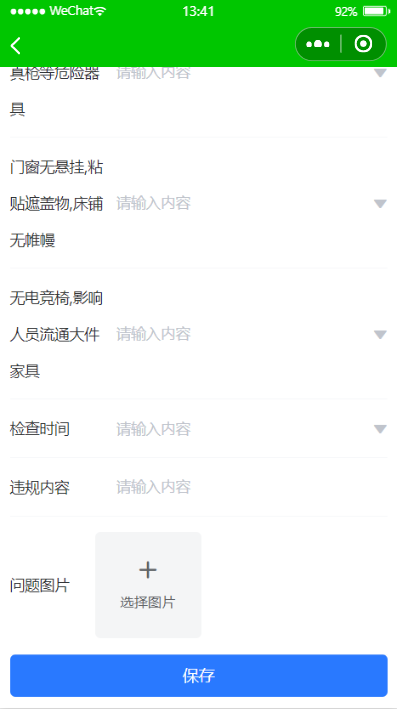 WeChat 13:41 92%
真枪等危险器 请输入内容
具
门窗无悬挂,粘
贴遮盖物,床铺 请输入内容
无帷幔
无电竞椅,影响
人员流通大件 请输入内容
家具
检查时间 请输入内容
违规内容 请输入内容
问题图片
选择图片
保存